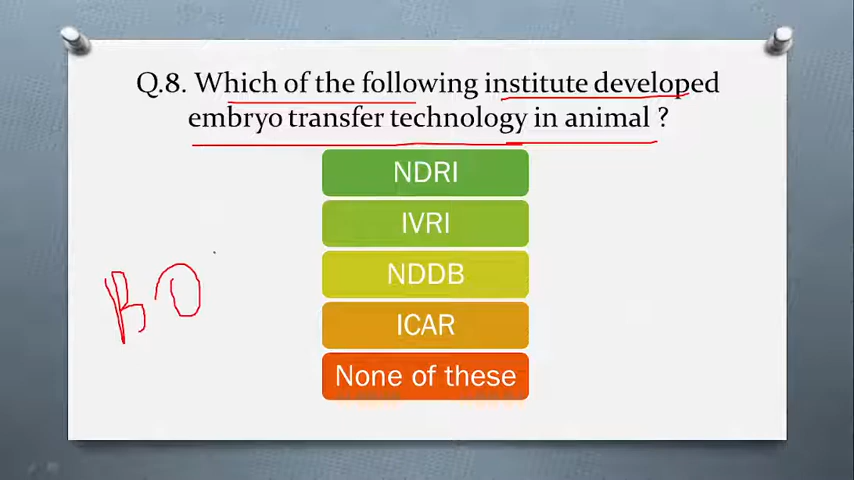 Q.8. Which of the following institute developed
embryo transfer technology in animal ?
NDRI
IVRI
NDDB
ICAR
BO
None of these